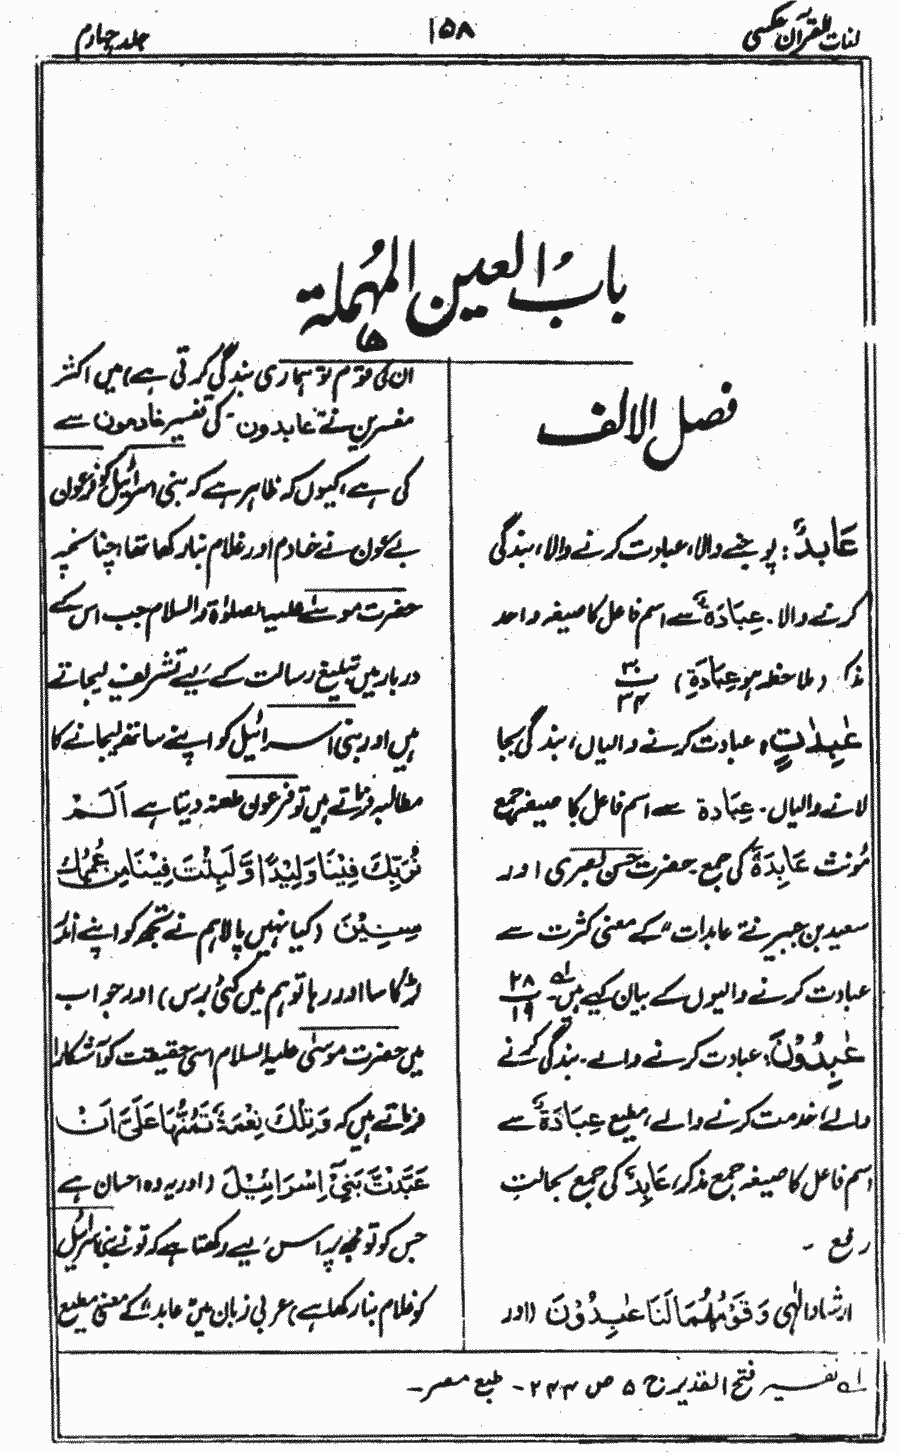 لغات القرآن عکسی
۱۵۸
جلد چہارم
بابُ العین المُہملة
فصل الالف
عَابِدٌ: پوجنے والا، عبادت کرنے والا، بندگی
کرنے والا۔ عِبَادَةٌ سے اسم فاعل کا صیغہ واحد
مذکر (ملاحظہ ہو عِبَادَةِ) ۳۰ ۳۴
عٰبِدٰتٍ: عبادت کرنے والیاں، بندگی بجا
لانے والیاں۔ عِبَادة سے اسم فاعل کا صیغہ جمع
مُونث عَابِدَةٌ کی جمع۔ حضرت حسن بصری اور
سعید بن جبیر نے عابدات" کے معنی کثرت سے
عبادت کرنے والیوں کے بیان کیے ہیں۔ لہ ۲۸ ۱۹
عٰبِدُوْنَ: عبادت کرنے والے۔ بندگی کرنے
والے، خدمت کرنے والے، مطیع عِبَادَةٌ سے
اسم فاعل کا صیغہ جمع مذکر، عَابِدٌ کی جمع بحالت
رفع ۔
ارشادِ الٰہی وَقَوْمُہُمَا لَنَا عٰبِدُوْنَ (اور
ان کی قوم تو ہماری بندگی کرتی ہے) میں اکثر
مفسرین نے عابدون" کی تفسیر خادمون سے
کی ہے، کیوں کہ ظاہر ہے کہ بنی اسرائیل کو فرعون
بے عون نے خادم اور غلام بنا رکھا تھا، چنانچہ
حضرت موسیٰ علیہ الصلوٰۃ والسلام جب اس کے
دربار میں تبلیغ رسالت کے لیے تشریف لیجاتے
ہیں اور بنی اسرائیل کو اپنے ساتھ لیجانے کا
مطالبہ فرماتے ہیں تو فرعون طعنہ دیتا ہے اَلَمْ
نُرَبِّكَ فِیْنَا وَلِیْدًا وَّلَبِثْتَ فِیْنَا مِنْ عُمُرِكَ
سِنِیْنَ (کیا نہیں پالا ہم نے تجھ کو اپنے اندر
لڑکا سا اور رہا تو ہم میں کئی برس) اور جواب
میں حضرت موسٰی علیہ السلام اسی حقیقت کو آشکارا
فرماتے ہیں کہ وَتِلْكَ نِعْمَةٌ تَمُنُّهَا عَلَیَّ اَنْ
عَبَّدْتَّ بَنِیْٓ اِسْرَآئِیْلَ (اور یہ وہ احسان ہے
جس کو تو مجھ پر اس لیے رکھتا ہے کہ تو نے بنی اسرائیل
کو غلام بنا رکھا ہے) عربی زبان میں عابد" کے معنی مطیع
لہ تفسیر فتح القدیر ج ۵ ص ۲۴۴ - طبع مصر-